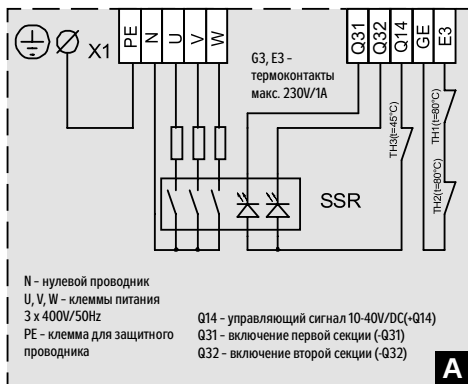 X1
PE
N
U
V
W
Q31
Q32
Q14
GE
E3
G3, E3 –
термоконтакты
макс. 230V/1A
TH3(t=45°C)
TH1(t=80°C)
TH2(t=80°C)
SSR
N – нулевой проводник
U, V, W – клеммы питания
3 x 400V/50Hz
PE – клемма для защитного
проводника
Q14 – управляющий сигнал 10-40V/DC(+Q14)
Q31 – включение первой секции (-Q31)
Q32 – включение второй секции (-Q32)
A